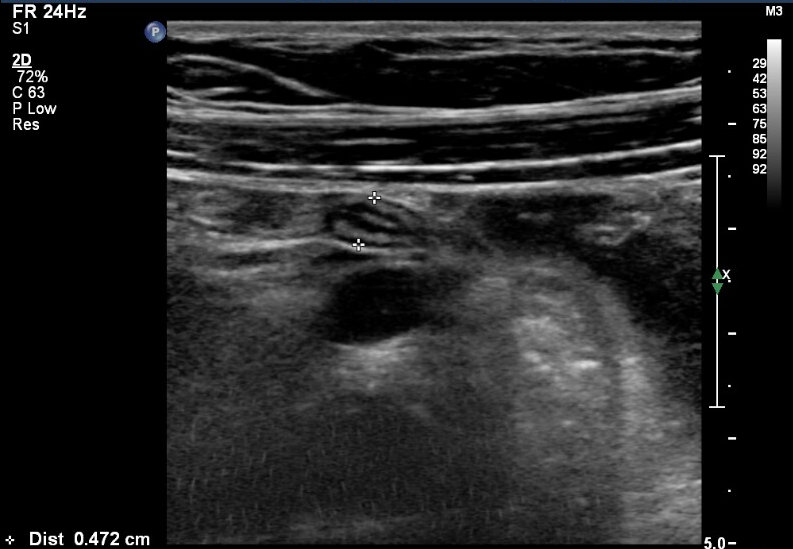 FR 24Hz
S1
2D
72%
C 63
P Low
Res
P
M3
29
42
53
63
75
85
92
92
X
5.0
Dist 0.472 cm